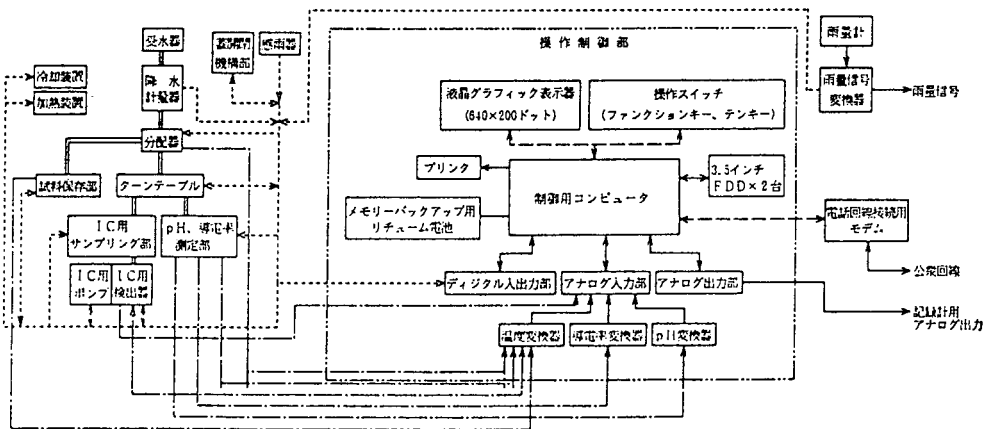 受水器
蓋開閉
機構部
感雨器
操作制御部
雨量計
冷却装置
加熱装置
降水
計量器
液晶グラフィック表示器
(640×200ドット)
操作スイッチ
(ファンクションキー、テンキー)
雨量信号
変換器
雨量信号
分配器
プリンク
制御用コンピュータ
3.5インチ
FDD×2台
試料保存部
ターンテーブル
メモリーバックアップ用
リチューム電池
電話回線接続用
モデム
IC用
サンプリング部
pH、導電率
測定部
公衆回線
IC用
ポンプ
IC用
検出器
ディジタル入出力部
アナログ入力部
アナログ出力部
記録計用
アナログ出力
温度変換器
導電率変換器
pH変換器